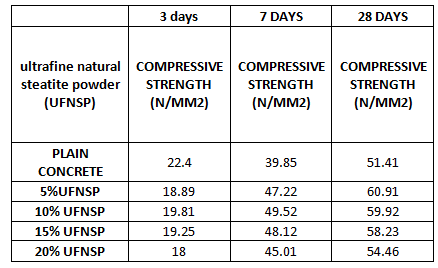 3 days 7 DAYS 28 DAYS
ultrafine natural steatite powder (UFNSP) COMPRESSIVE STRENGTH (N/MM2) COMPRESSIVE STRENGTH (N/MM2) COMPRESSIVE STRENGTH (N/MM2)
PLAIN CONCRETE 22.4 39.85 51.41
5%UFNSP 18.89 47.22 60.91
10% UFNSP 19.81 49.52 59.92
15% UFNSP 19.25 48.12 58.23
20% UFNSP 18 45.01 54.46